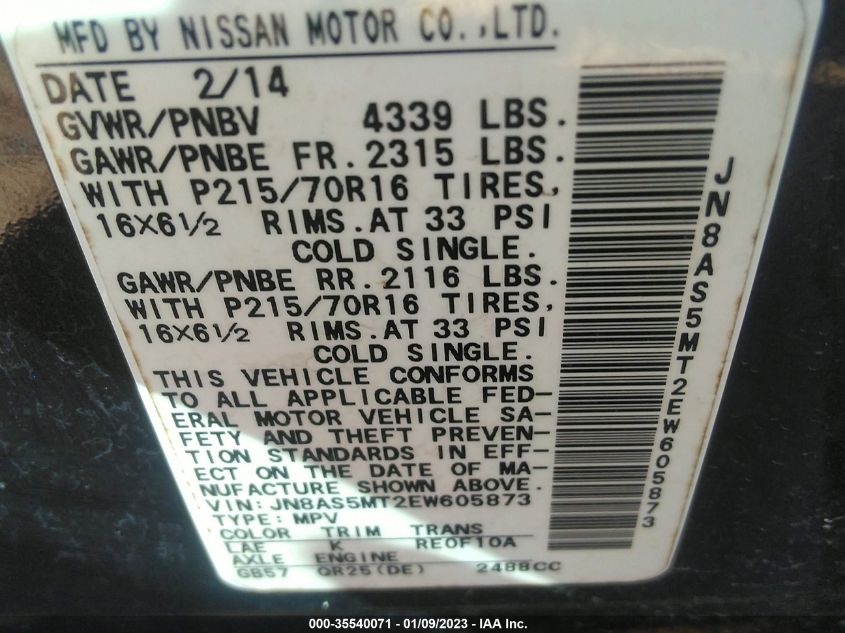 MFD BY NISSAN MOTOR CO.,LTD.
DATE 2/14
GVWR/PNBV 4339 LBS.
GAWR/PNBE FR. 2315 LBS.
WITH P215/70R16 TIRES,
16X6½ RIMS. AT 33 PSI
COLD SINGLE.
GAWR/PNBE RR. 2116 LBS.
WITH P215/70R16 TIRES,
16X6½ RIMS. AT 33 PSI
COLD SINGLE.
THIS VEHICLE CONFORMS
TO ALL APPLICABLE FED-
ERAL MOTOR VEHICLE SA-
FETY AND THEFT PREVEN-
TION STANDARDS IN EFF-
ECT ON THE DATE OF MA-
NUFACTURE SHOWN ABOVE.
VIN: JN8AS5MT2EW605873
TYPE: MPV
COLOR TRIM TRANS
LAE K RE0F10A
AXLE ENGINE
GB57 QR25(DE) 2488CC
JN8AS5MT2EW605873
000-35540071 - 01/09/2023 - IAA Inc.